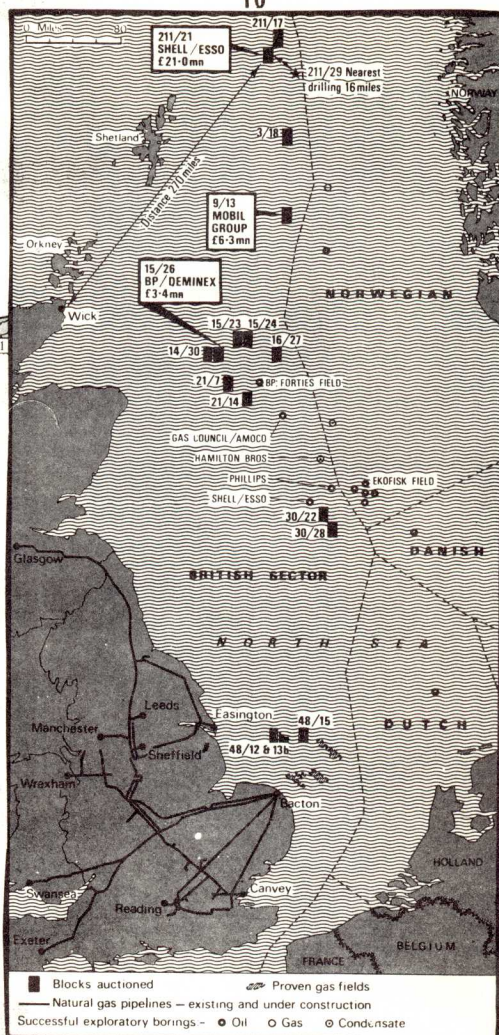 10
0 Miles 80
211/17
211/21
SHELL/ESSO
£21·0mn
211/29 Nearest
drilling 16 miles
NORWAY
Shetland
3/18
Distance 270 miles
9/13
MOBIL
GROUP
£6·3mn
Orkney
NORWEGIAN
15/26
BP/DEMINEX
£3·4mn
Wick
15/23 15/24
14/30
16/27
21/7
BP: FORTIES FIELD
21/14
GAS COUNCIL/AMOCO
HAMILTON BROS
PHILLIPS
EKOFISK FIELD
SHELL/ESSO
30/22
30/28
Glasgow
DANISH
BRITISH SECTOR
NORTH SEA
Leeds
Easington
48/15
DUTCH
Manchester
Sheffield
48/12 & 13b
Wrexham
Bacton
HOLLAND
Swansea
Canvey
Reading
Exeter
BELGIUM
FRANCE
Blocks auctioned
Proven gas fields
Natural gas pipelines – existing and under construction
Successful exploratory borings:- Oil Gas Condensate